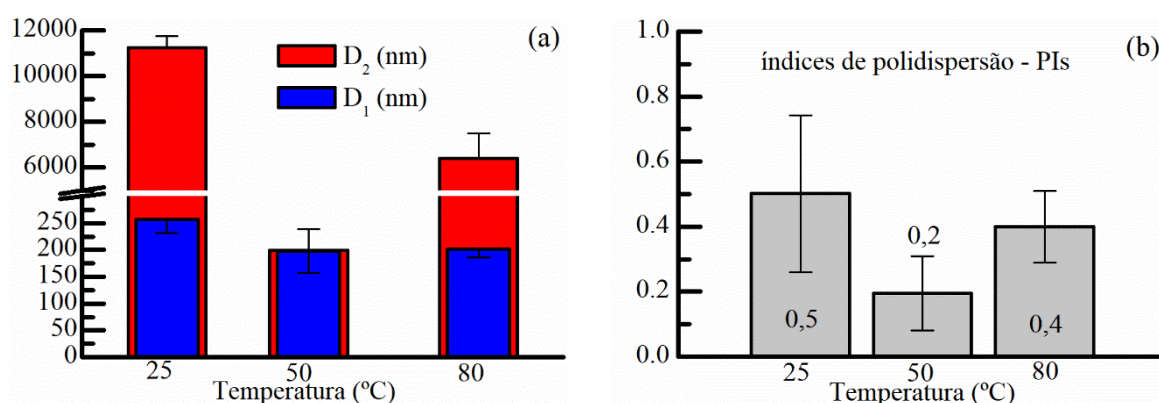 (a)
D₂ (nm)
D₁ (nm)
12000
10000
8000
6000
250
200
150
100
50
0
25 50 80
Temperatura (ºC)
(b)
índices de polidispersão - PIs
1.0
0.8
0.6
0.4
0.2
0.0
0,5
0,2
0,4
25 50 80
Temperatura (ºC)